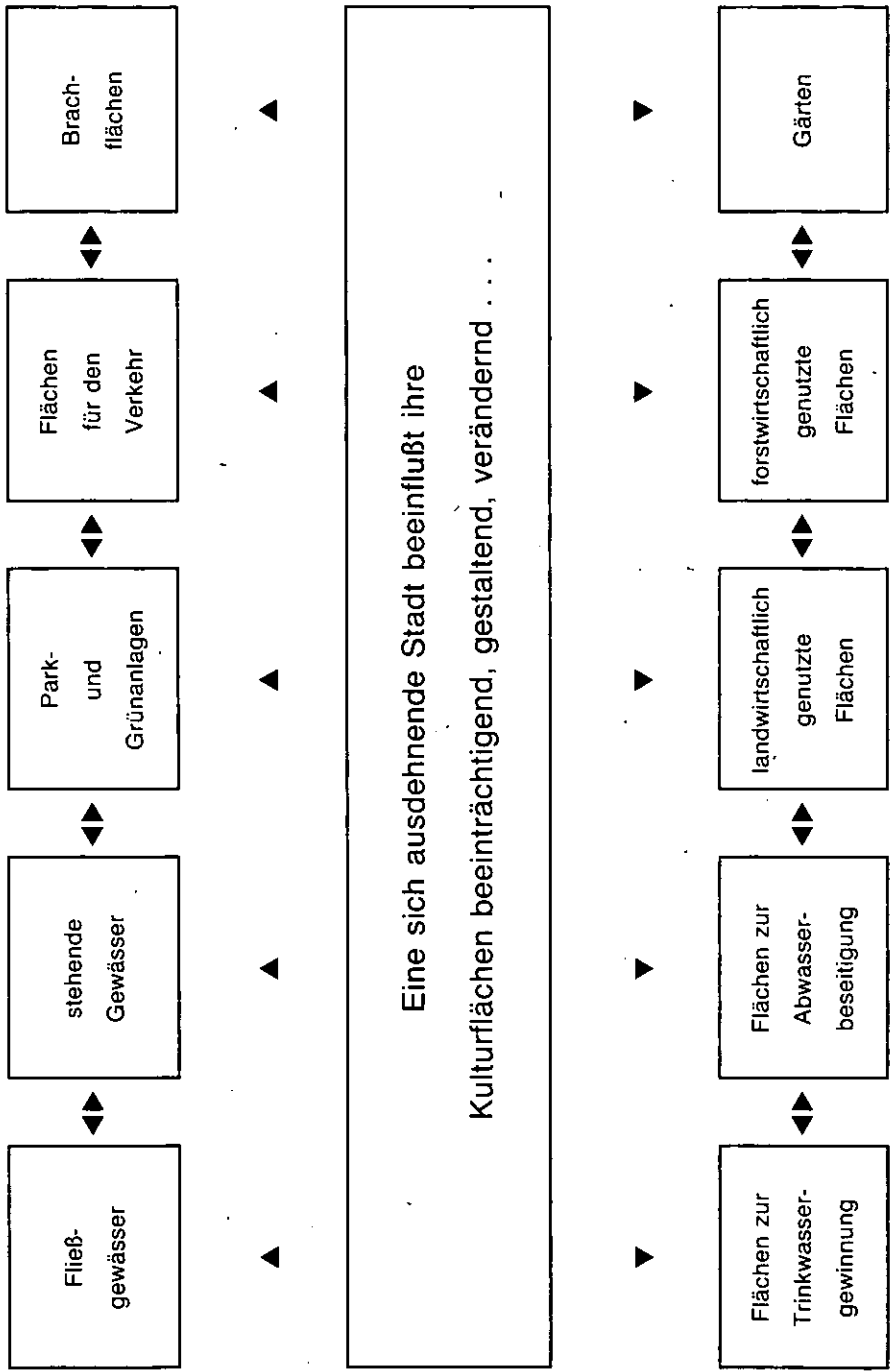 Fließ-
gewässer
stehende
Gewässer
Park-
und
Grünanlagen
Flächen
für den
Verkehr
Brach-
flächen
Eine sich ausdehnende Stadt beeinflußt ihre
Kulturflächen beeinträchtigend, gestaltend, verändernd . . .
Flächen zur
Trinkwasser-
gewinnung
Flächen zur
Abwasser-
beseitigung
landwirtschaftlich
genutzte
Flächen
forstwirtschaftlich
genutzte
Flächen
Gärten